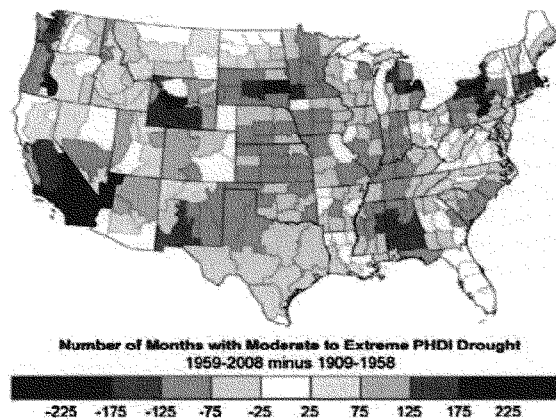 Number of Months with Moderate to Extreme PHDI Drought
1959-2008 minus 1909-1958
-225 -175 -125 -75 -25 25 75 125 175 225